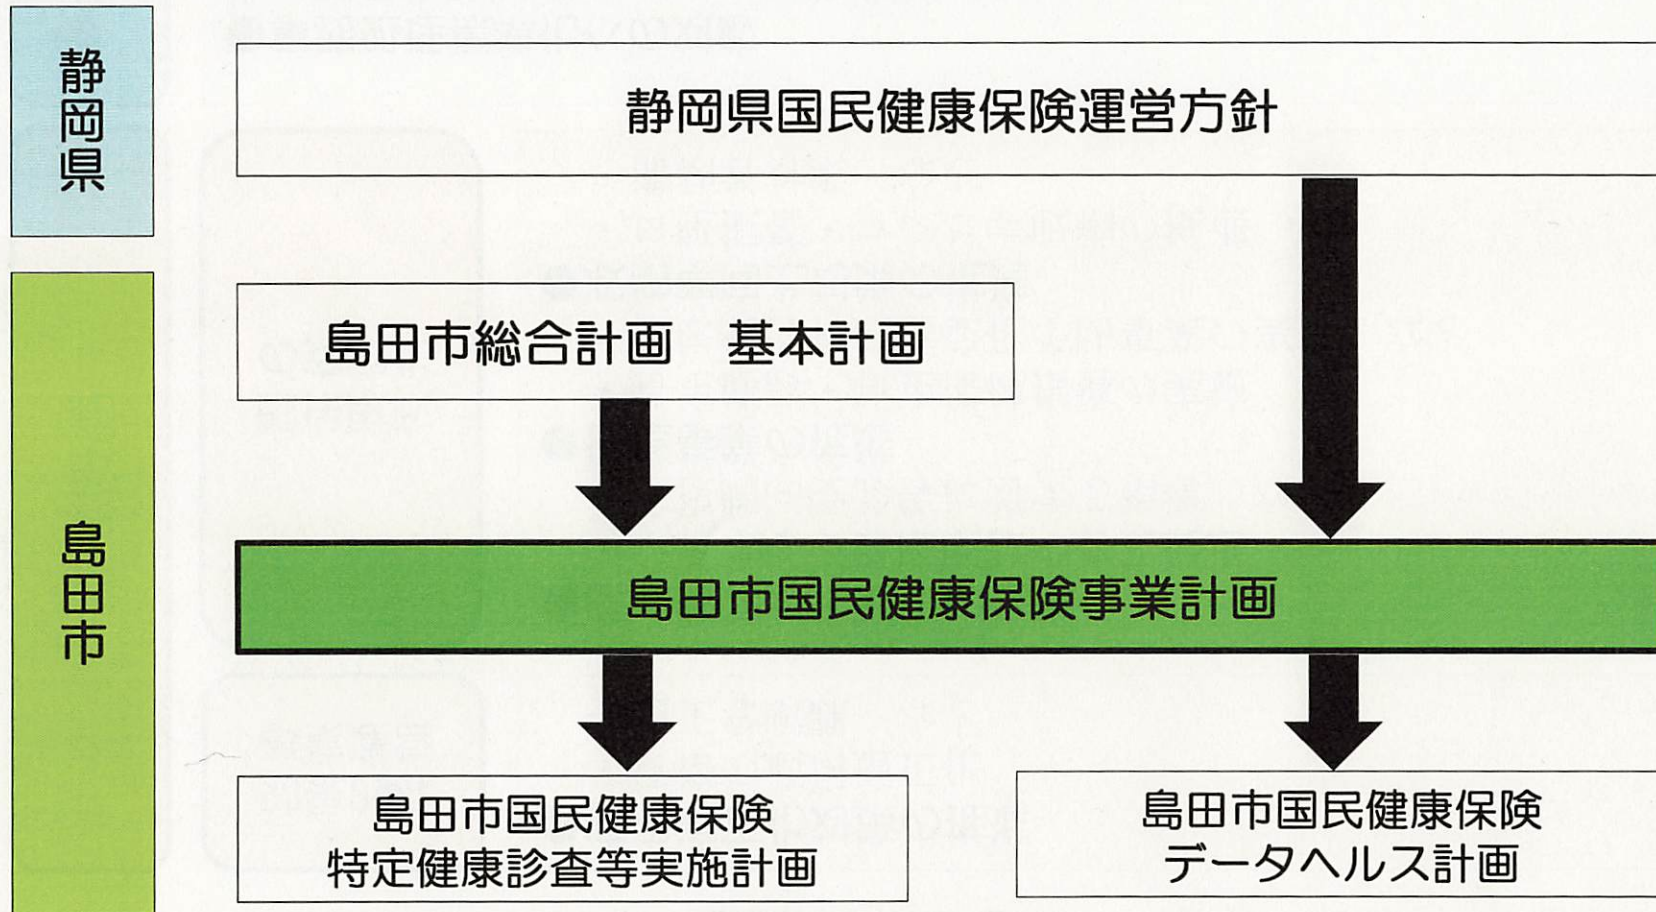 静岡県
静岡県国民健康保険運営方針
島田市
島田市総合計画　基本計画
島田市国民健康保険事業計画
島田市国民健康保険
特定健康診査等実施計画
島田市国民健康保険
データヘルス計画